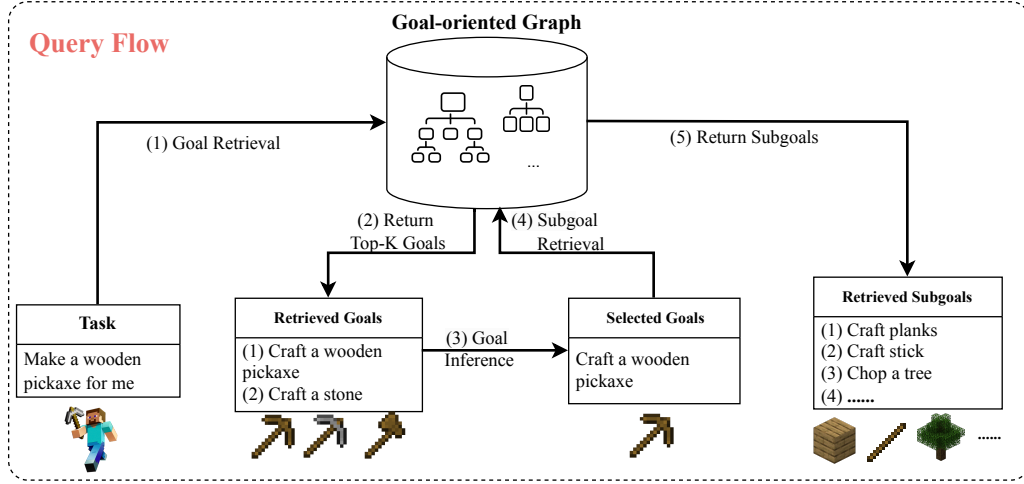 Goal-oriented Graph
Query Flow
...
(1) Goal Retrieval
(5) Return Subgoals
(2) Return
Top-K Goals
(4) Subgoal
Retrieval
Task
Make a wooden
pickaxe for me
Retrieved Goals
(1) Craft a wooden
pickaxe
(2) Craft a stone
(3) Goal
Inference
Selected Goals
Craft a wooden
pickaxe
Retrieved Subgoals
(1) Craft planks
(2) Craft stick
(3) Chop a tree
(4) ......
......